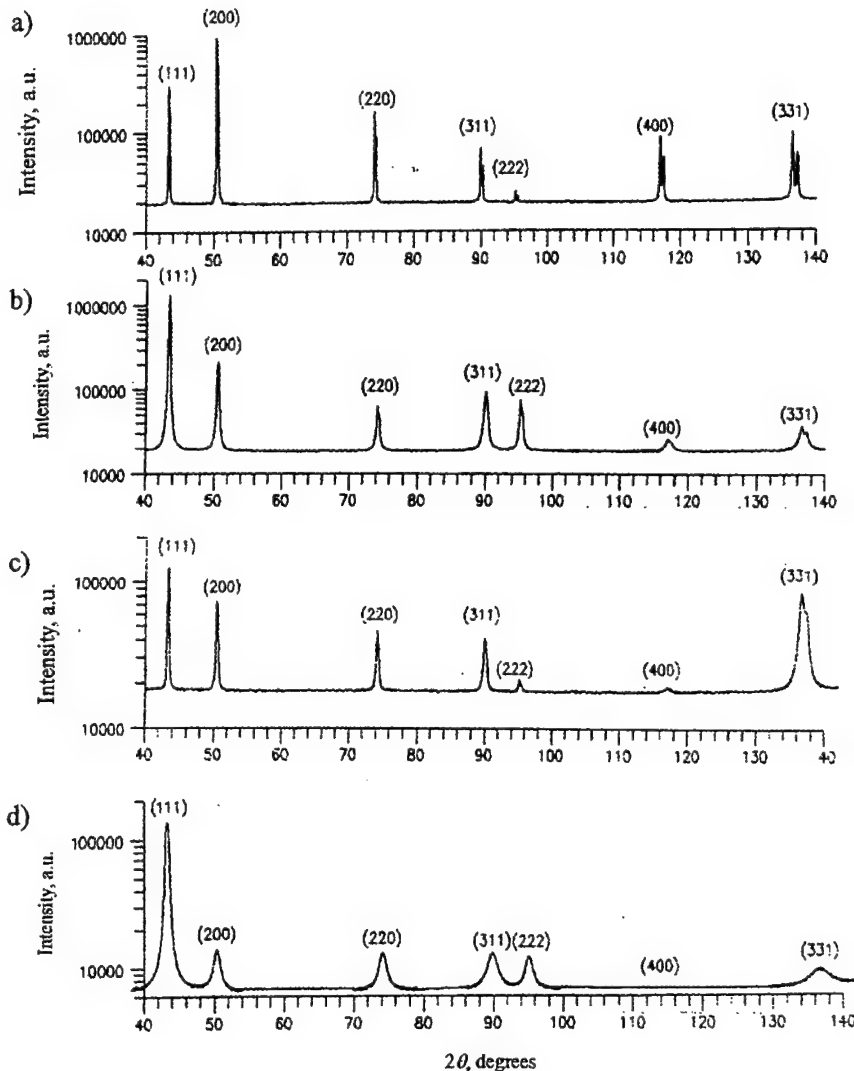 a)
Intensity, a.u.
1000000
100000
10000
(111)
(200)
(220)
(311)
(222)
(400)
(331)
40 50 60 70 80 90 100 110 120 130 140
b)
Intensity, a.u.
1000000
100000
10000
(111)
(200)
(220)
(311)
(222)
(400)
(331)
40 50 60 70 80 90 100 110 120 130 140
c)
Intensity, a.u.
100000
10000
(111)
(200)
(220)
(311)
(222)
(400)
(331)
40 50 60 70 80 90 100 110 120 130 40
d)
Intensity, a.u.
100000
10000
(111)
(200)
(220)
(311)
(222)
(400)
(331)
40 50 60 70 80 90 100 110 120 130 140
2θ, degrees